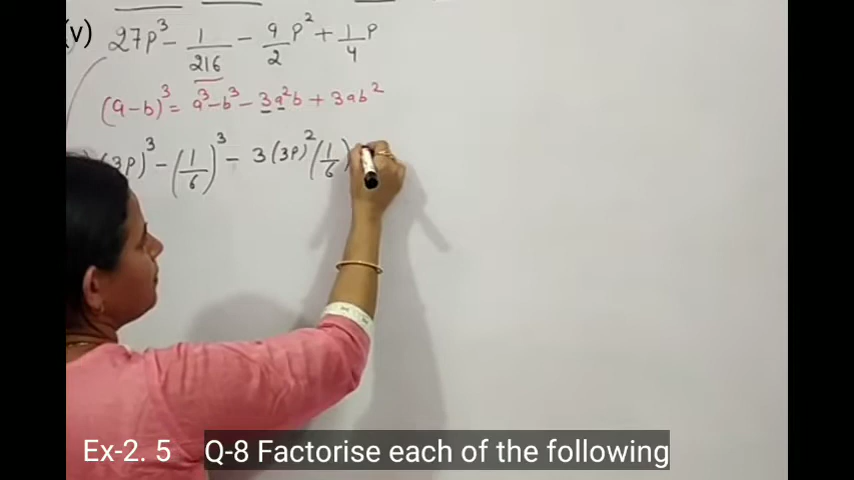 (v) 27p³ - 1/216 - 9/2 p² + 1/4 p
(a-b)³ = a³-b³ - 3a²b + 3ab²
(3p)³ - (1/6)³ - 3(3p)²(1/6)
Ex-2. 5 Q-8 Factorise each of the following